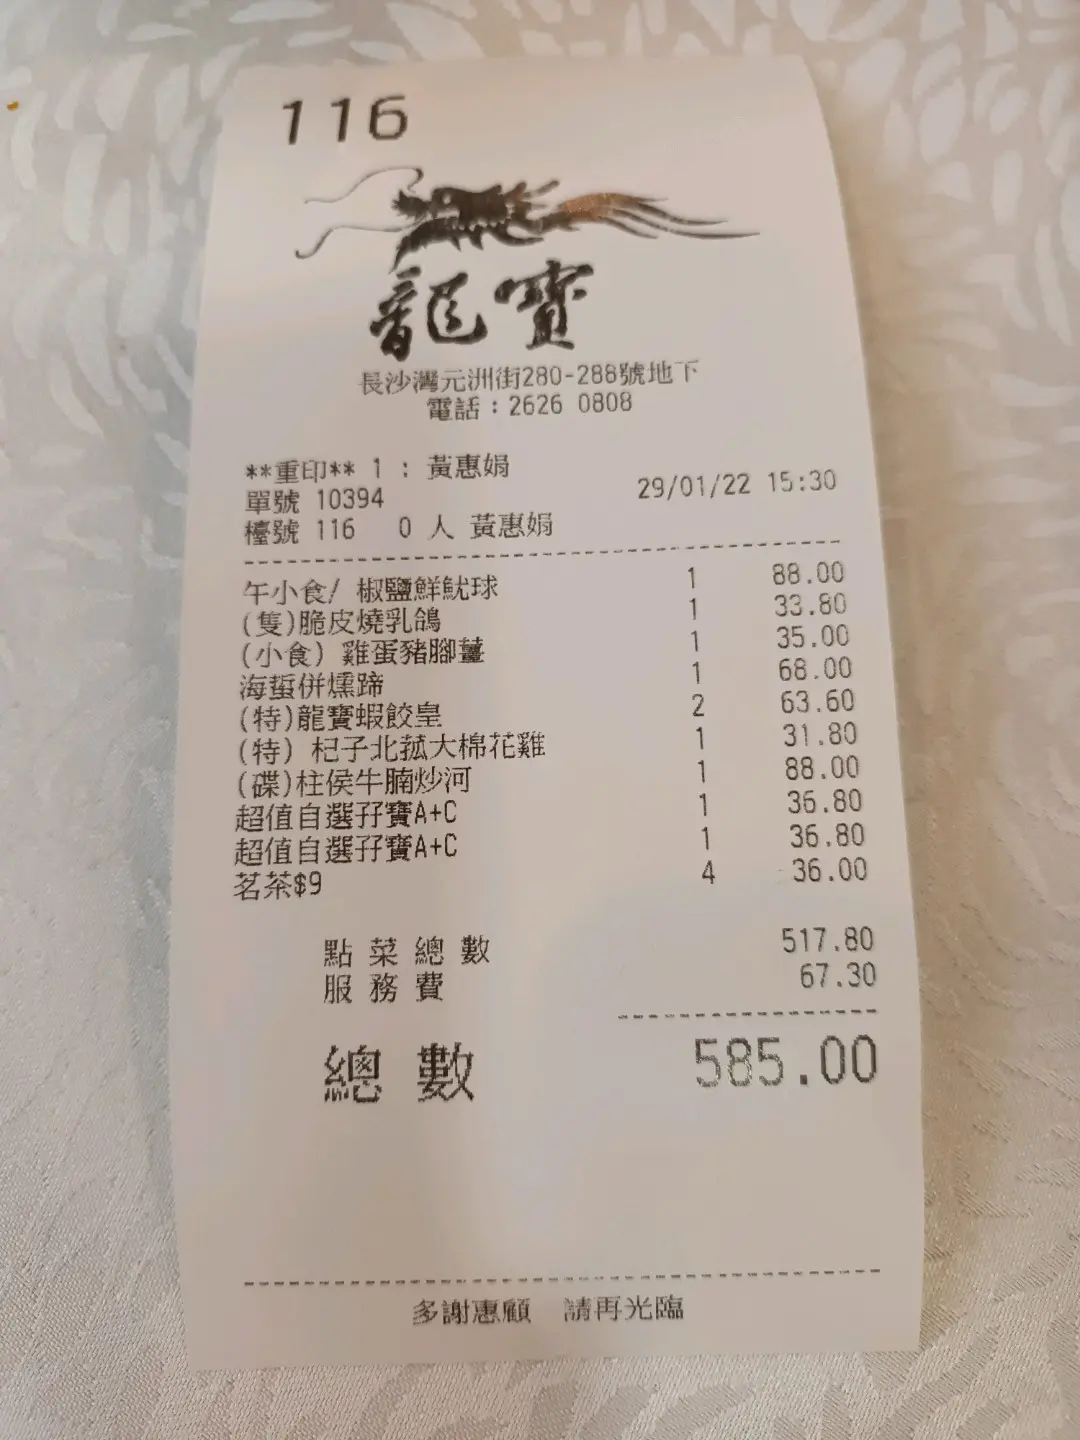 116
龍寶
長沙灣元洲街280-288號地下
電話：2626 0808
**重印** 1 : 黃惠娟
單號 10394 29/01/22 15:30
檯號 116 0 人 黃惠娟
午小食/ 椒鹽鮮魷球 1 88.00
(隻)脆皮燒乳鴿 1 33.80
(小食) 雞蛋豬腳薑 1 35.00
海蜇併燻蹄 1 68.00
(特)龍寶蝦餃皇 2 63.60
(特) 杞子北菰大棉花雞 1 31.80
(碟)柱侯牛腩炒河 1 88.00
超值自選孖寶A+C 1 36.80
超值自選孖寶A+C 1 36.80
茗茶$9 4 36.00
點 菜 總 數 517.80
服 務 費 67.30
總 數 585.00
多謝惠顧 請再光臨